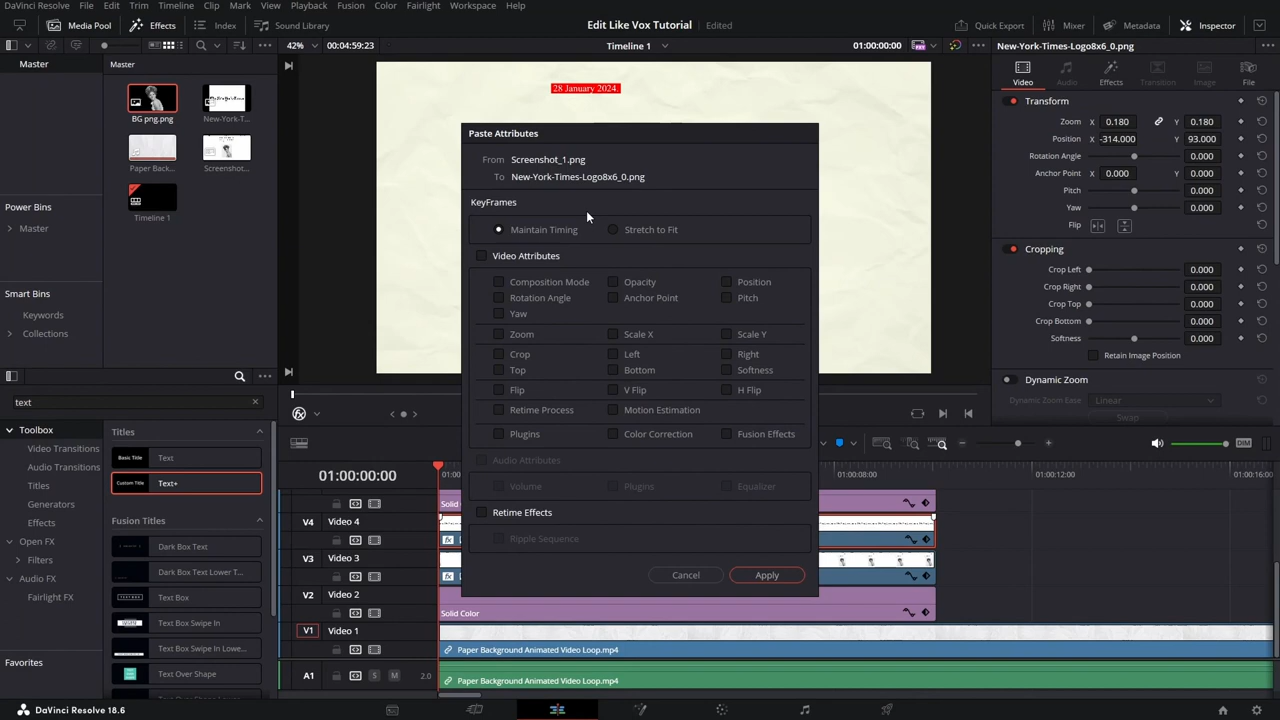 DaVinci Resolve File Edit Trim Timeline Clip Mark View Playback Fusion Color Fairlight Workspace Help
Media Pool Effects Index Sound Library Edit Like Vox Tutorial Edited Quick Export Mixer Metadata Inspector
42% 00:04:59:23 Timeline 1 01:00:00:00 New-York-Times-Logo8x6_0.png
Master
Master
BG png.png
New-York-T...
Paper Back...
Screenshot...
Timeline 1
Power Bins
Master
Smart Bins
Keywords
Collections
28 January 2024.
Paste Attributes
From Screenshot_1.png
To New-York-Times-Logo8x6_0.png
KeyFrames
Maintain Timing Stretch to Fit
Video Attributes
Composition Mode Opacity Position
Rotation Angle Anchor Point Pitch
Yaw
Zoom Scale X Scale Y
Crop Left Right
Top Bottom Softness
Flip V Flip H Flip
Retime Process Motion Estimation
Plugins Color Correction Fusion Effects
Audio Attributes
Volume Plugins Equalizer
Retime Effects
Ripple Sequence
Cancel Apply
Video Audio Effects Transition Image File
Transform
Zoom X 0.180 Y 0.180
Position X -314.000 Y 93.000
Rotation Angle 0.000
Anchor Point X 0.000 Y 0.000
Pitch 0.000
Yaw 0.000
Flip
Cropping
Crop Left 0.000
Crop Right 0.000
Crop Top 0.000
Crop Bottom 0.000
Softness 0.000
Retain Image Position
Dynamic Zoom
Dynamic Zoom Ease Linear
Swap
text
Toolbox
Video Transitions
Audio Transitions
Titles
Generators
Effects
Open FX
Filters
Audio FX
Fairlight FX
Favorites
Titles
Basic Title Text
Custom Title Text+
Fusion Titles
Dark Box Text
Dark Box Text Lower T...
Text Box
Text Box Swipe In
Text Box Swipe In Lowe...
Text Over Shape
DIM
01:00:00:00 01:00:08:00 01:00:12:00 01:00:16:00
V4 Video 4
V3 Video 3
V2 Video 2
Solid Color
V1 Video 1
Paper Background Animated Video Loop.mp4
A1 S M 2.0 Paper Background Animated Video Loop.mp4
DaVinci Resolve 18.6